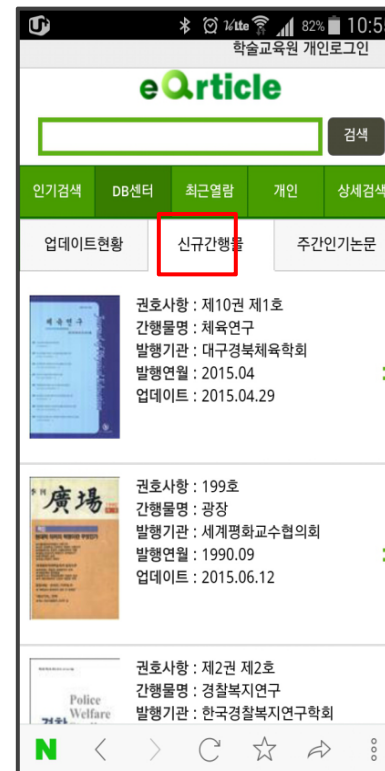 82% 10:5
학술교육원 개인로그인
eArticle
검색
인기검색 DB센터 최근열람 개인 상세검색
업데이트현황 신규간행물 주간인기논문
체육연구
권호사항 : 제10권 제1호
간행물명 : 체육연구
발행기관 : 대구경북체육학회
발행연월 : 2015.04
업데이트 : 2015.04.29
廣場
권호사항 : 199호
간행물명 : 광장
발행기관 : 세계평화교수협의회
발행연월 : 1990.09
업데이트 : 2015.06.12
Police
Welfare
권호사항 : 제2권 제2호
간행물명 : 경찰복지연구
발행기관 : 한국경찰복지연구학회
N